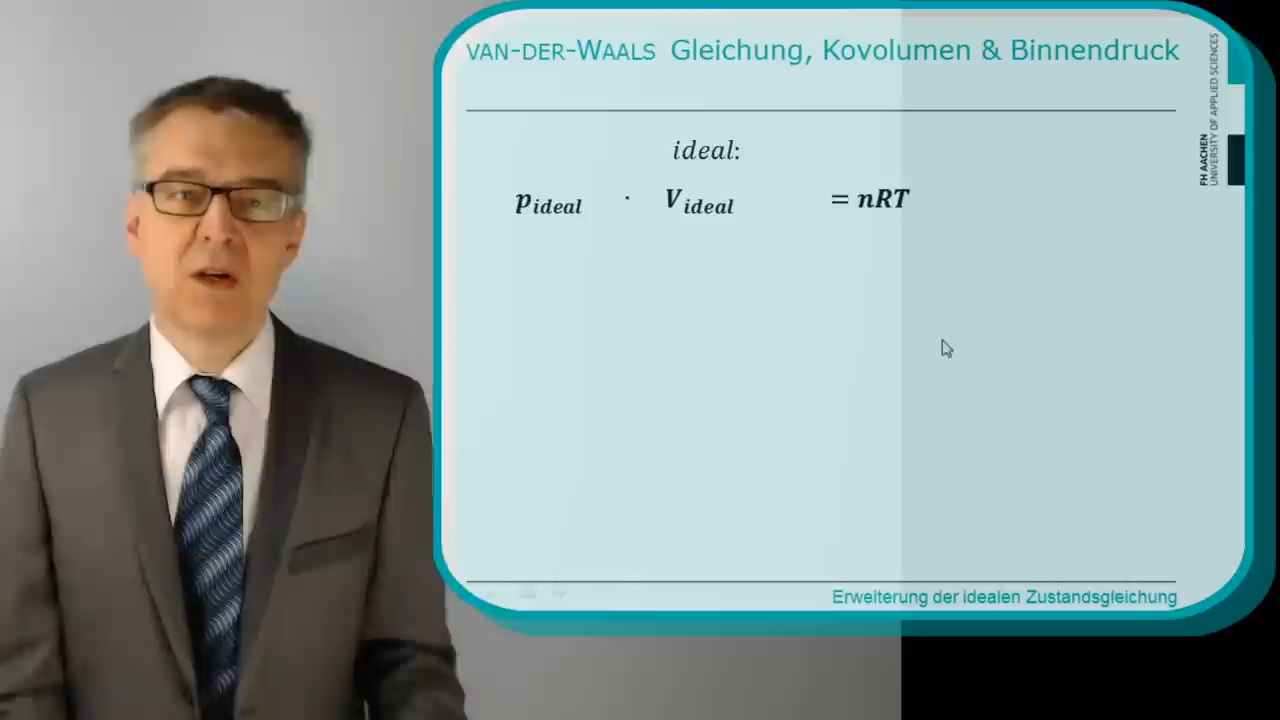 VAN-DER-WAALS Gleichung, Kovolumen & Binnendruck
ideal:
p_ideal · V_ideal = nRT
Erweiterung der idealen Zustandsgleichung
FH AACHEN
UNIVERSITY OF APPLIED SCIENCES